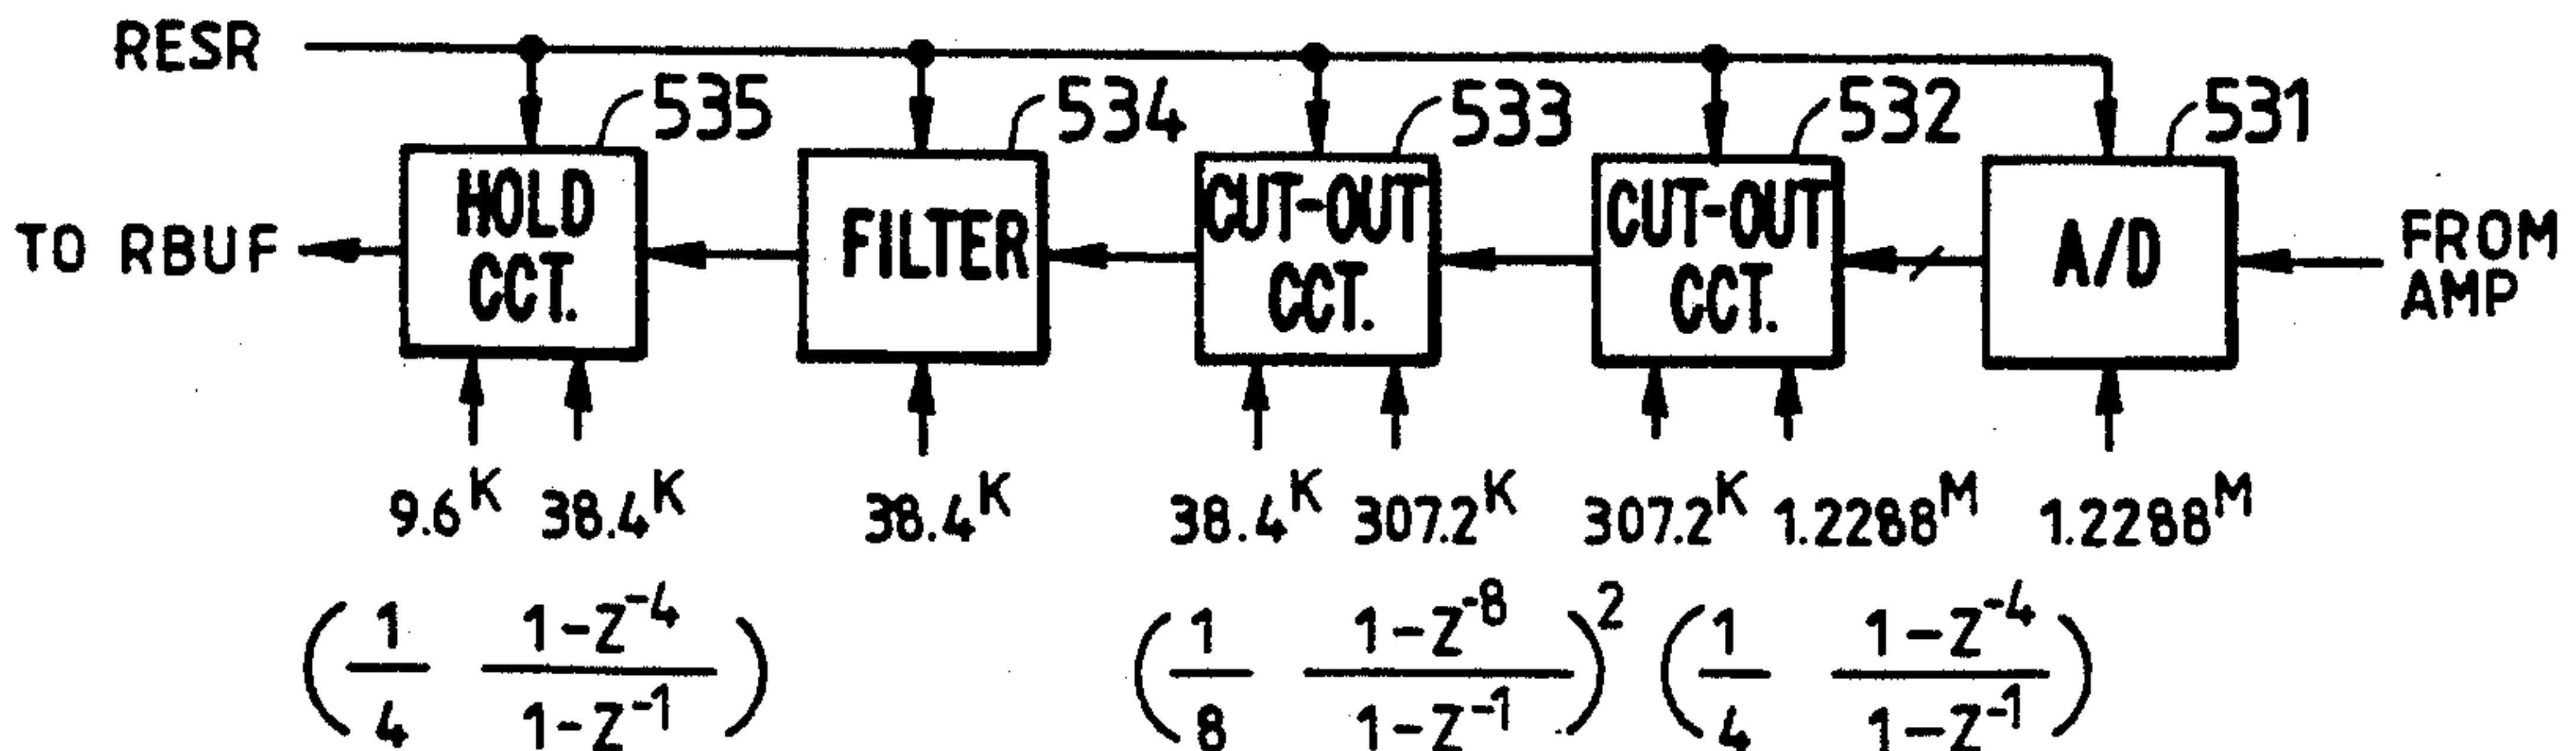 RESR
535 534 533 532 531
TO RBUF
HOLD CCT.
FILTER
CUT-OUT CCT.
CUT-OUT CCT.
A/D
FROM AMP
9.6K 38.4K 38.4K 38.4K 307.2K 307.2K 1.2288M 1.2288M
(1/4 1-Z^-4/1-Z^-1) (1/8 1-Z^-8/1-Z^-1)^2 (1/4 1-Z^-4/1-Z^-1)